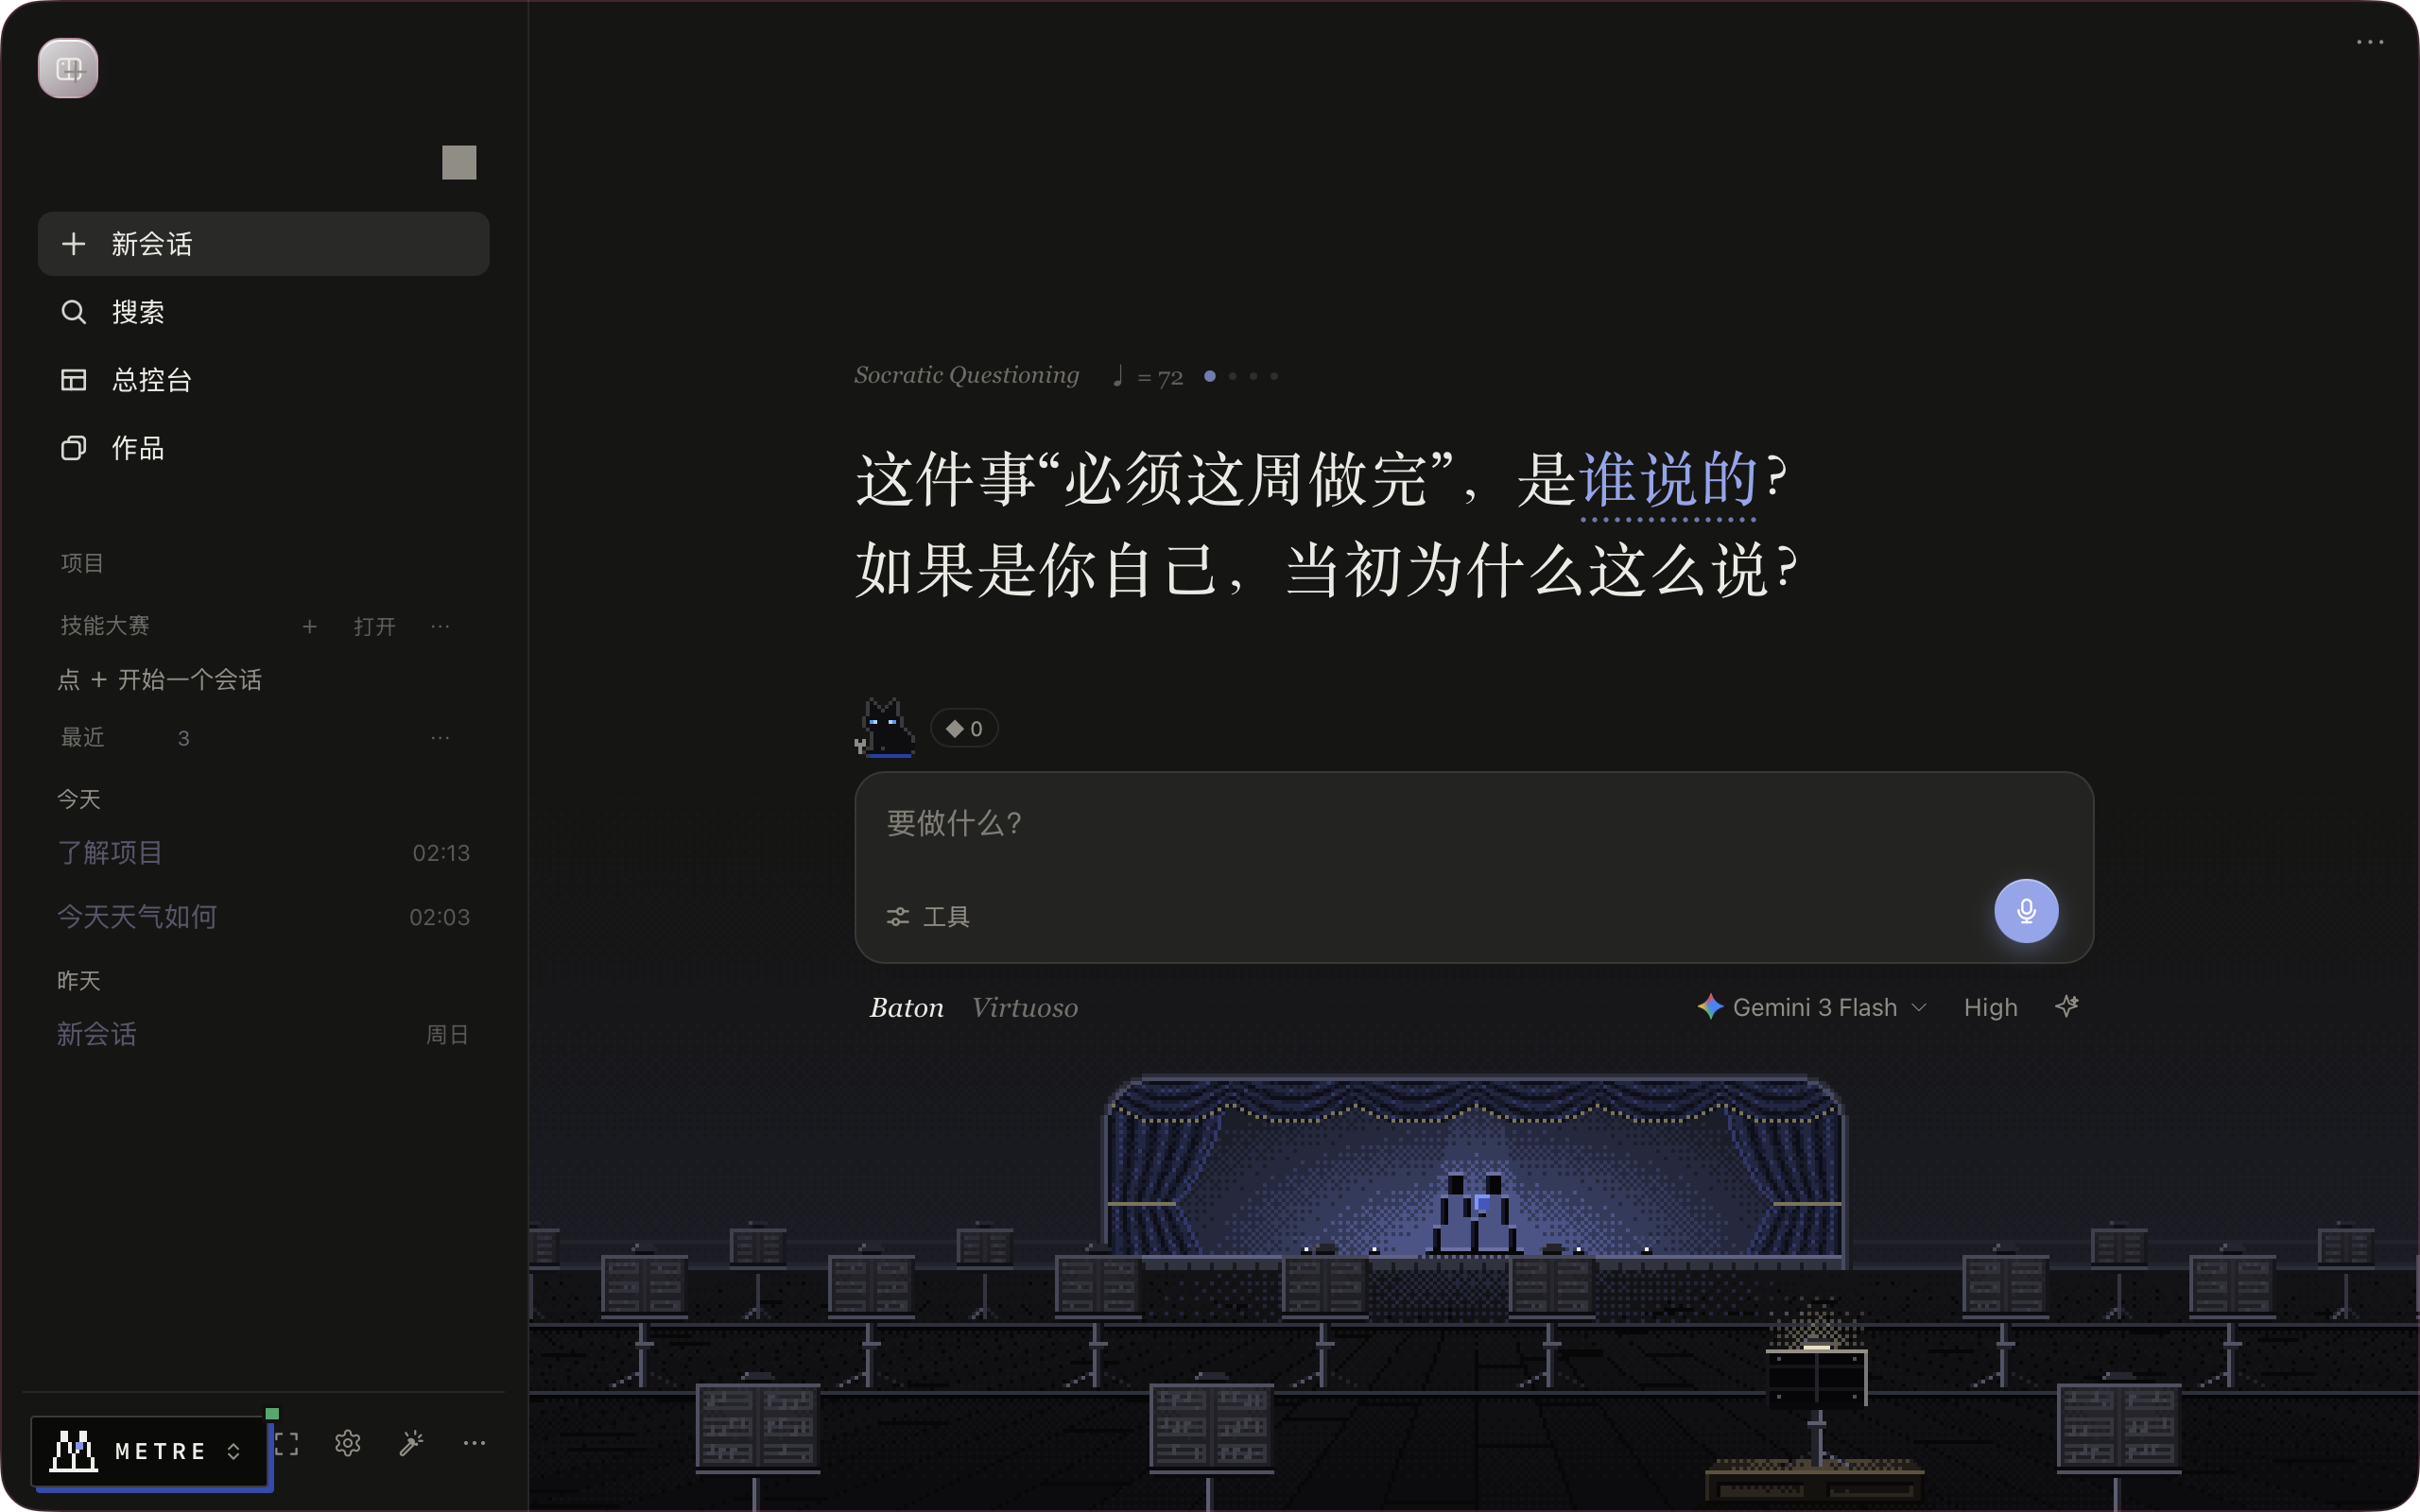 新会话
搜索
总控台
作品
项目
技能大赛 + 打开 ···
点 + 开始一个会话
最近 3 ···
今天
了解项目 02:13
今天天气如何 02:03
昨天
新会话 周日
METRE
Socratic Questioning ♩ = 72
这件事“必须这周做完”，是谁说的？
如果是你自己，当初为什么这么说？
◆ 0
要做什么？
工具
Baton Virtuoso
Gemini 3 Flash High